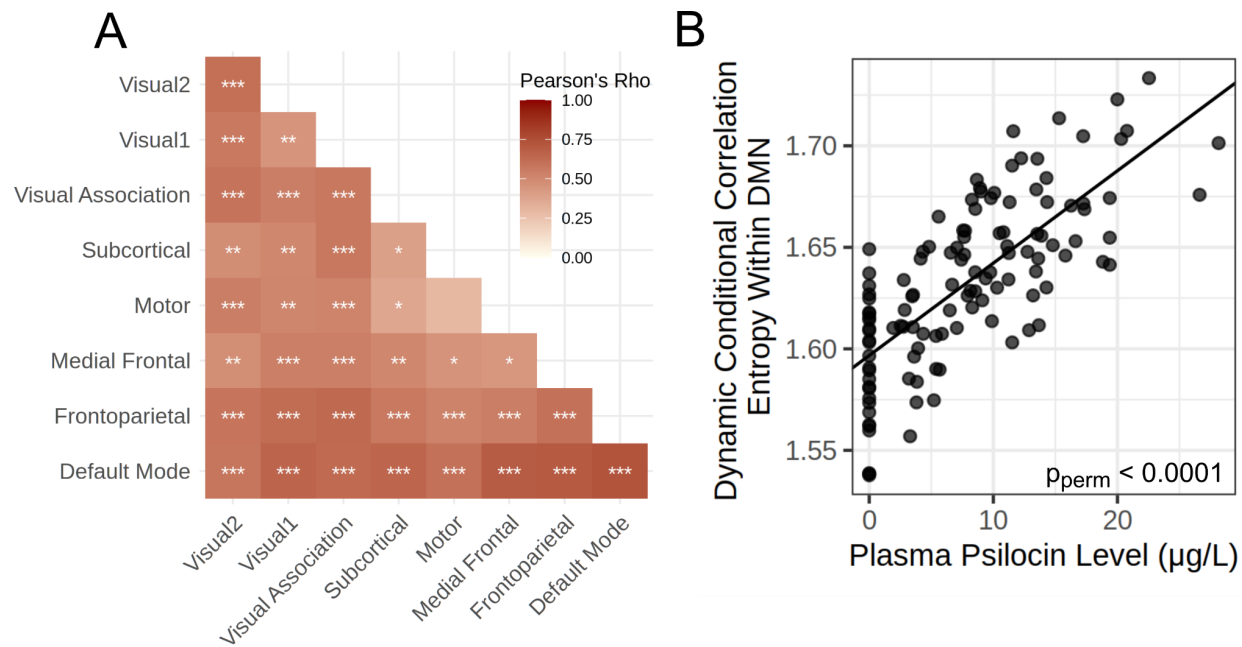 A
Pearson's Rho
1.00
0.75
0.50
0.25
0.00
Visual2
***
Visual1
*** **
Visual Association
*** *** ***
Subcortical
** ** *** *
Motor
*** ** *** *
Medial Frontal
** *** *** ** * *
Frontoparietal
*** *** *** *** *** *** ***
Default Mode
*** *** *** *** *** *** *** ***
Visual2
Visual1
Visual Association
Subcortical
Motor
Medial Frontal
Frontoparietal
Default Mode
B
Dynamic Conditional Correlation
Entropy Within DMN
1.70
1.65
1.60
1.55
pperm < 0.0001
0 10 20
Plasma Psilocin Level (µg/L)